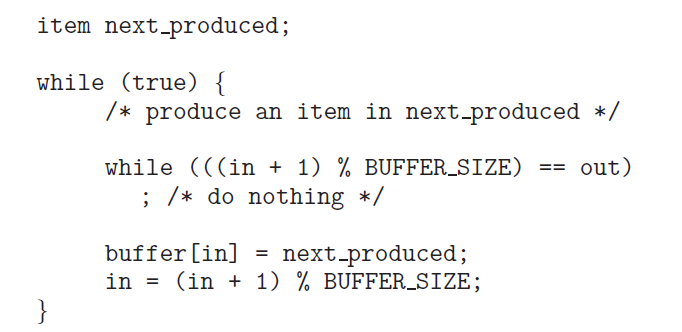 item next_produced;
while (true) {
/* produce an item in next_produced */
while (((in + 1) % BUFFER_SIZE) == out)
; /* do nothing */
buffer[in] = next_produced;
in = (in + 1) % BUFFER_SIZE;
}